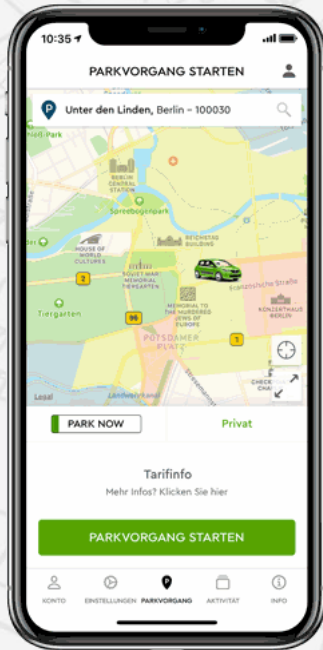 10:35
PARKVORGANG STARTEN
Unter den Linden, Berlin – 100030
BERLIN
CENTRAL
STATION
Spreebogenpark
HOUSE OF
WORLD
CULTURES
REICHSTAG
BUILDING
2
SOVIET WAR
MEMORIAL
TIERGARTEN
Französische Straße
Tiergarten
96
MEMORIAL TO
THE MURDERED
JEWS OF
EUROPE
KONZERTHAUS
BERLIN
POTSDAMER
PLATZ
1
Stresemannstr
CHECK
CHA
Legal
Landwehrkanal
PARK NOW
Privat
Tarifinfo
Mehr Infos? Klicken Sie hier
PARKVORGANG STARTEN
KONTO
EINSTELLUNGEN
PARKVORGANG
AKTIVITÄT
INFO